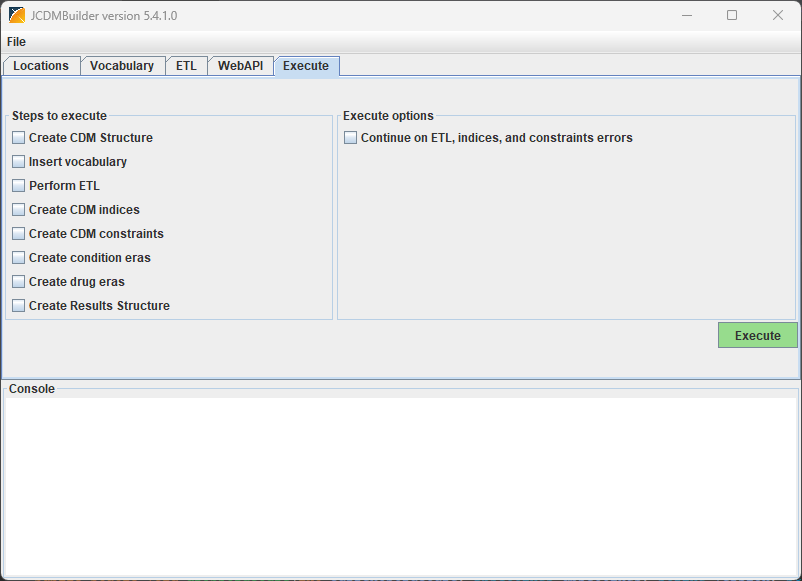 JCDMBuilder version 5.4.1.0
File
Locations Vocabulary ETL WebAPI Execute
Steps to execute
Create CDM Structure
Insert vocabulary
Perform ETL
Create CDM indices
Create CDM constraints
Create condition eras
Create drug eras
Create Results Structure
Execute options
Continue on ETL, indices, and constraints errors
Execute
Console